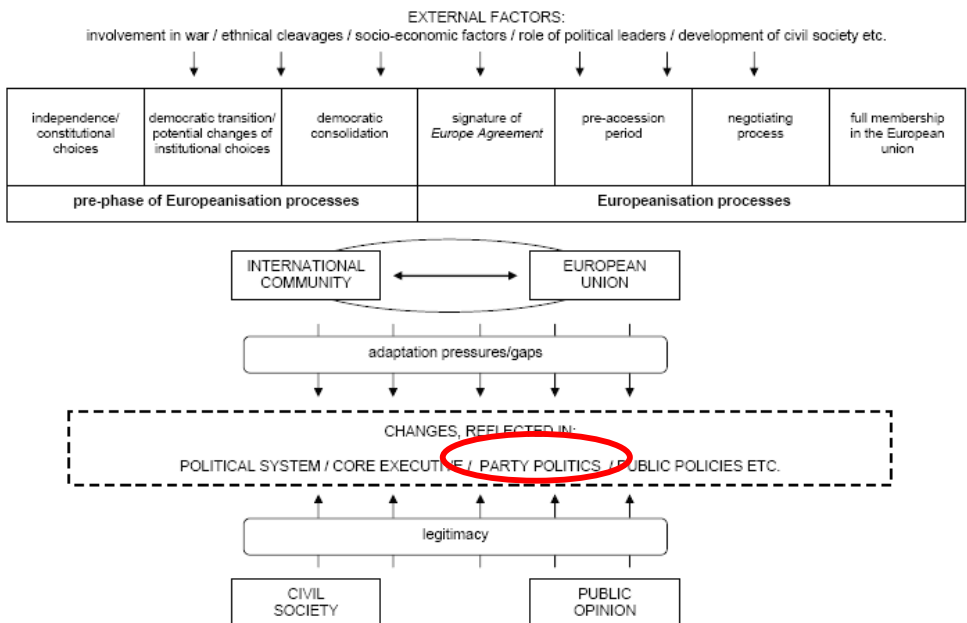 EXTERNAL FACTORS:
involvement in war / ethnical cleavages / socio-economic factors / role of political leaders / development of civil society etc.
independence/
constitutional
choices
democratic transition/
potential changes of
institutional choices
democratic
consolidation
signature of
Europe Agreement
pre-accession
period
negotiating
process
full membership
in the European
union
pre-phase of Europeanisation processes
Europeanisation processes
INTERNATIONAL
COMMUNITY
EUROPEAN
UNION
adaptation pressures/gaps
CHANGES, REFLECTED IN:
POLITICAL SYSTEM / CORE EXECUTIVE / PARTY POLITICS / PUBLIC POLICIES ETC.
legitimacy
CIVIL
SOCIETY
PUBLIC
OPINION